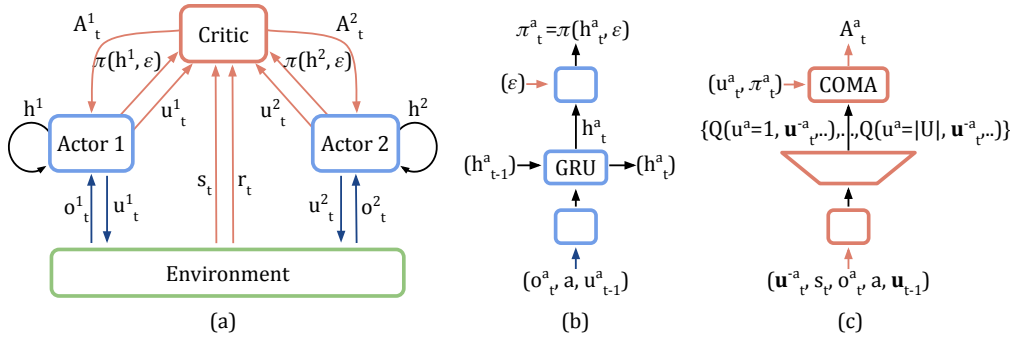 A¹ₜ
Critic
A²ₜ
π(h¹, ε)
π(h², ε)
h¹
u¹ₜ
u²ₜ
h²
Actor 1
Actor 2
sₜ
rₜ
o¹ₜ
u¹ₜ
u²ₜ
o²ₜ
Environment
(a)
πᵃₜ=π(hᵃₜ, ε)
(ε)
hᵃₜ
(hᵃₜ₋₁)
GRU
(hᵃₜ)
(oᵃₜ, a, uᵃₜ₋₁)
(b)
Aᵃₜ
(uᵃₜ, πᵃₜ)
COMA
{Q(uᵃ=1, u⁻ᵃₜ,..),...,Q(uᵃ=|U|, u⁻ᵃₜ,..)}
(u⁻ᵃₜ, sₜ, oᵃₜ, a, uₜ₋₁)
(c)